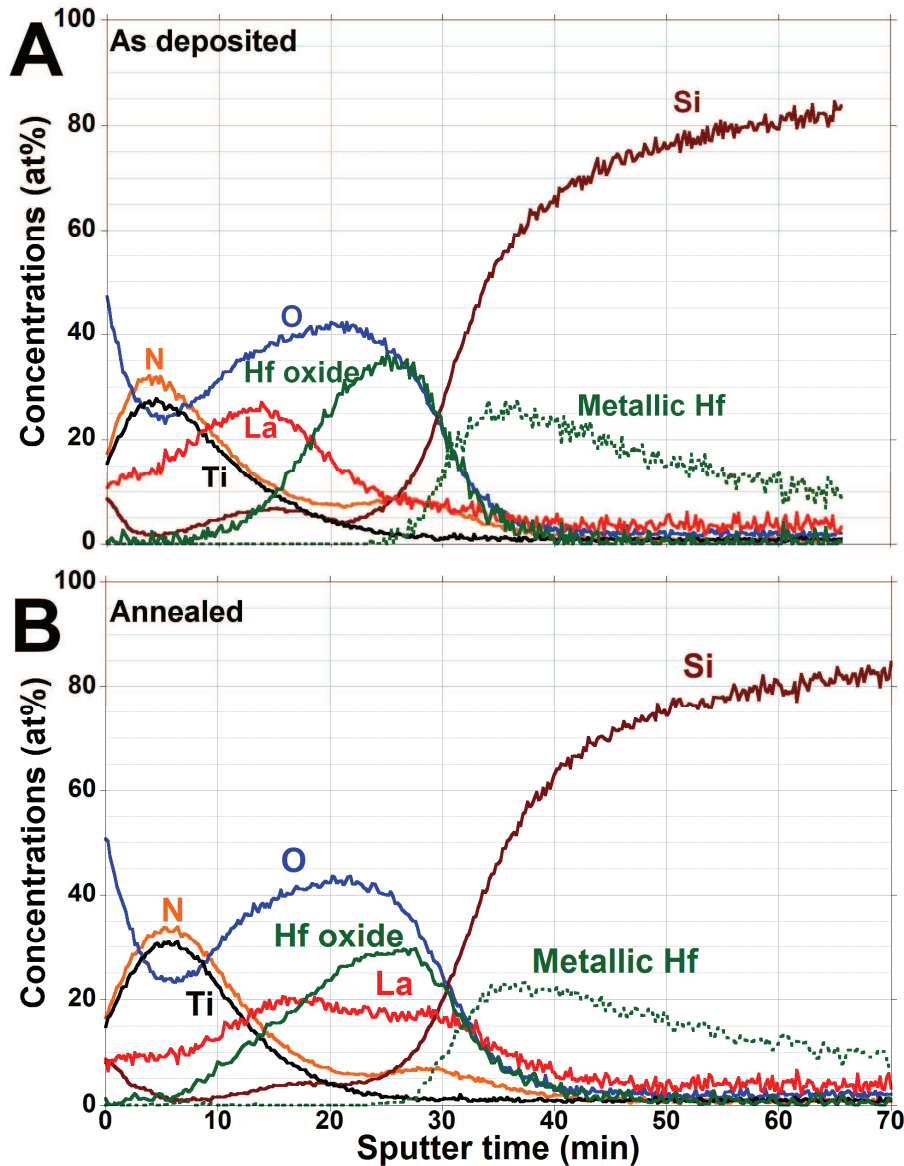 A
As deposited
Concentrations (at%)
100
80
60
40
20
0
Si
O
N
Hf oxide
La
Ti
Metallic Hf
B
Annealed
Concentrations (at%)
100
80
60
40
20
0
Si
O
N
Hf oxide
La
Ti
Metallic Hf
0 10 20 30 40 50 60 70
Sputter time (min)